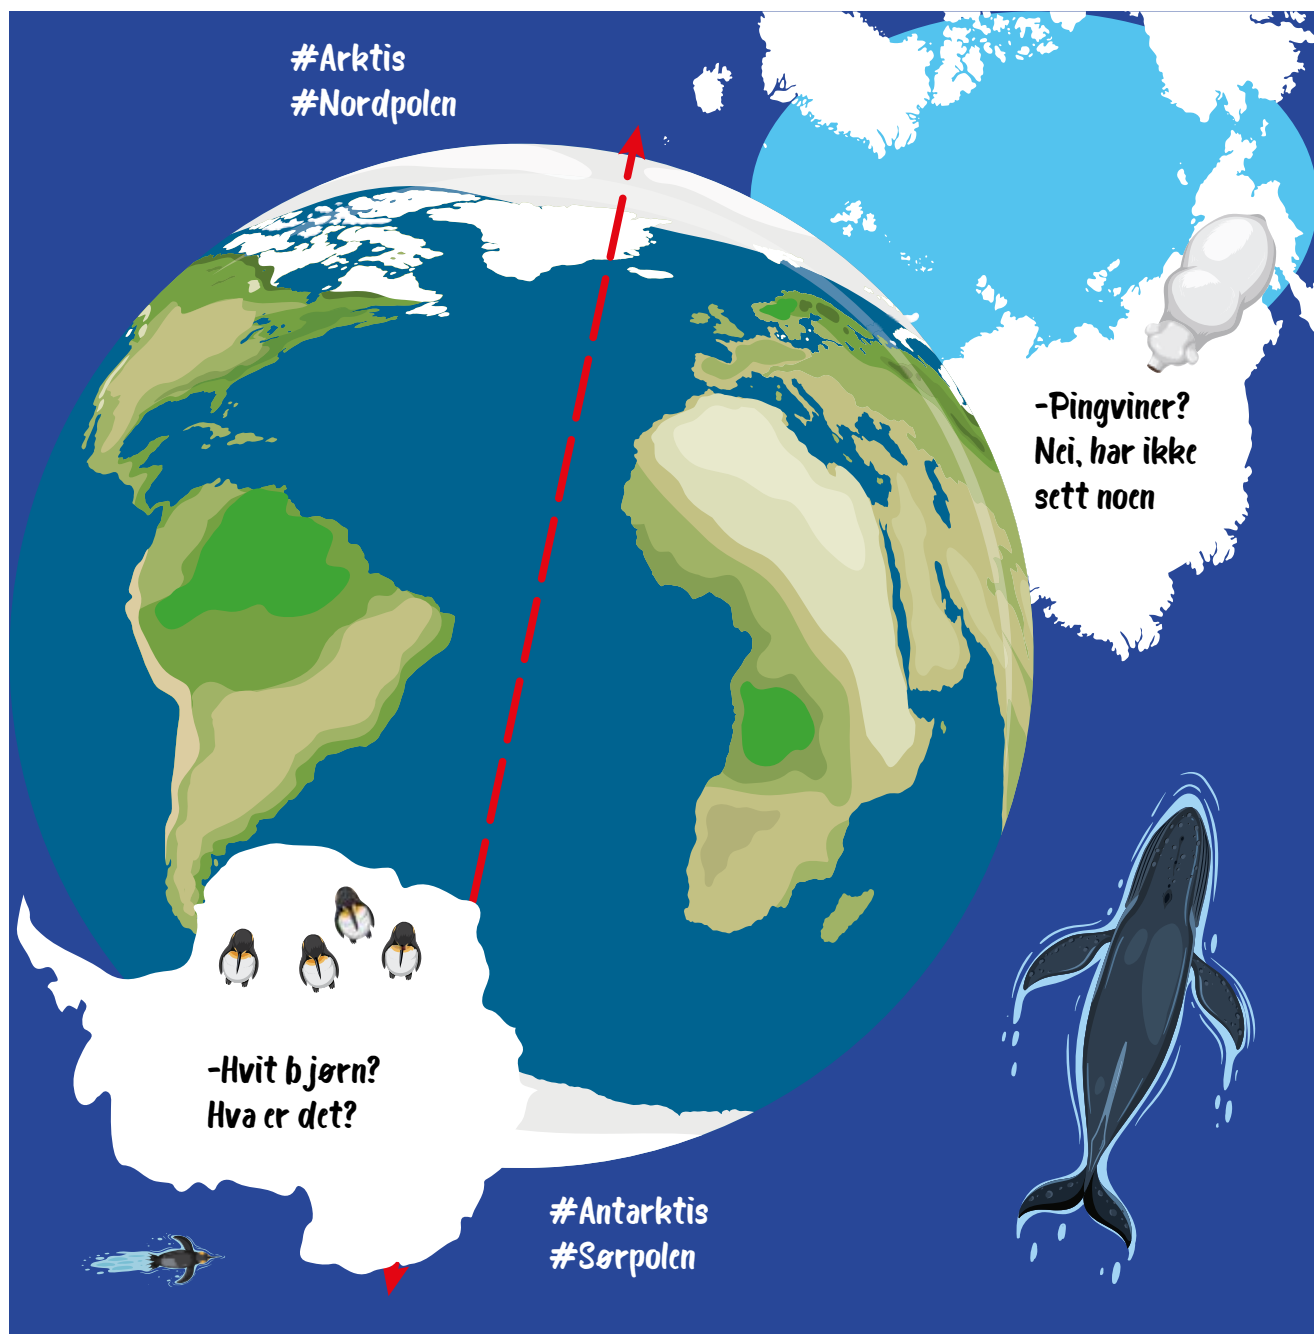 #Arktis
#Nordpolen
-Pingviner?
Nei, har ikke
sett noen
-Hvit bjørn?
Hva er det?
#Antarktis
#Sørpolen